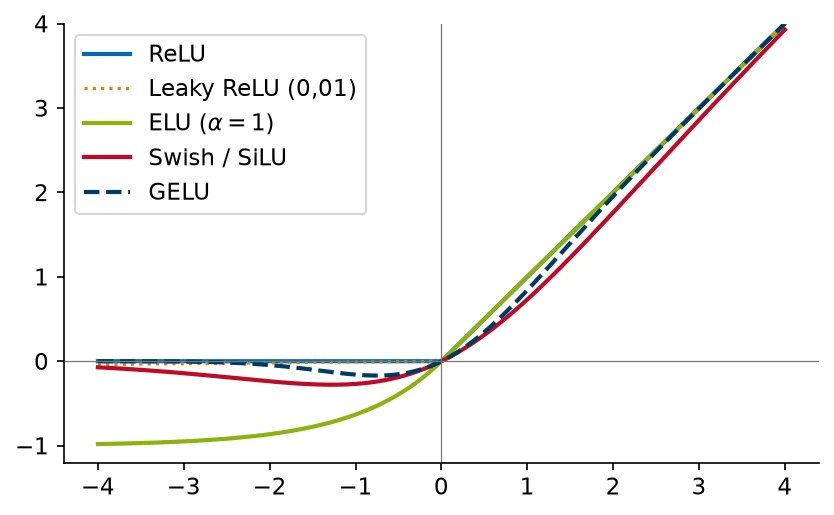 ReLU
Leaky ReLU (0,01)
ELU (α = 1)
Swish / SiLU
GELU
4
3
2
1
0
−1
−4 −3 −2 −1 0 1 2 3 4